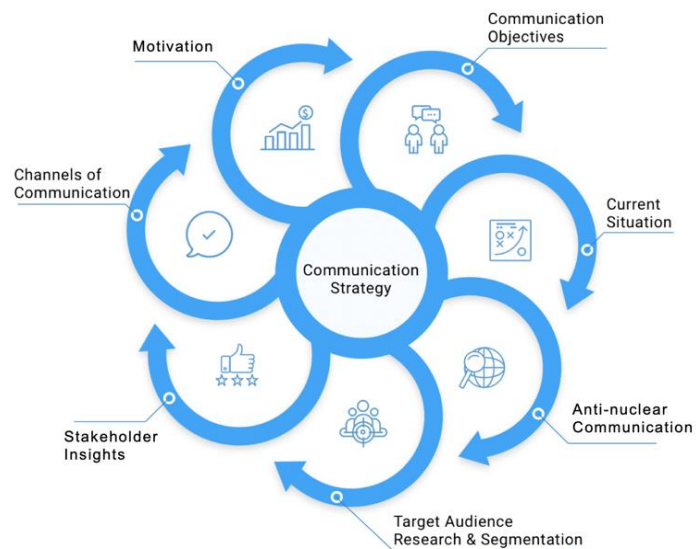 Communication
Objectives
Motivation
Channels of
Communication
Current
Situation
Communication
Strategy
Anti-nuclear
Communication
Stakeholder
Insights
Target Audience
Research & Segmentation